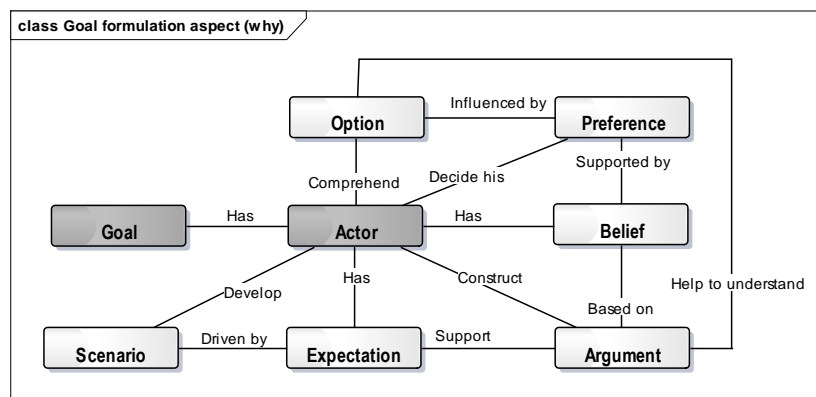 class Goal formulation aspect (why)
Option
Influenced by
Preference
Comprehend
Decide his
Supported by
Goal
Has
Actor
Has
Belief
Develop
Has
Construct
Based on
Help to understand
Scenario
Driven by
Expectation
Support
Argument